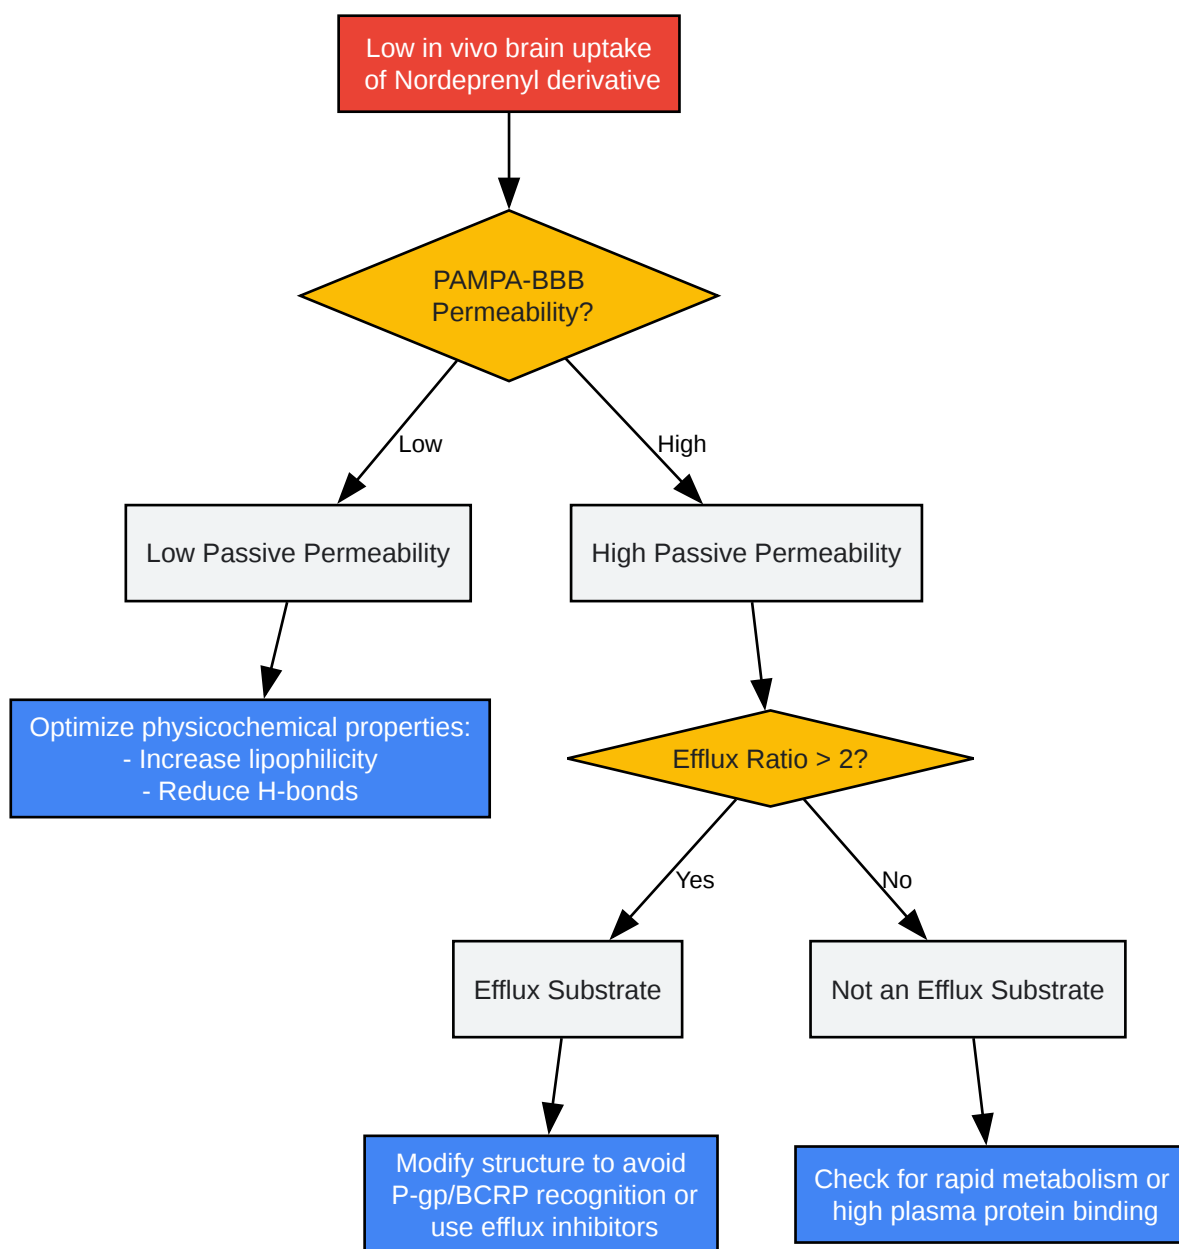 Low in vivo brain uptake
of Nordeprenyl derivative
PAMPA-BBB
Permeability?
Low
High
Low Passive Permeability
High Passive Permeability
Optimize physicochemical properties:
- Increase lipophilicity
- Reduce H-bonds
Efflux Ratio > 2?
Yes
No
Efflux Substrate
Not an Efflux Substrate
Modify structure to avoid
P-gp/BCRP recognition or
use efflux inhibitors
Check for rapid metabolism or
high plasma protein binding